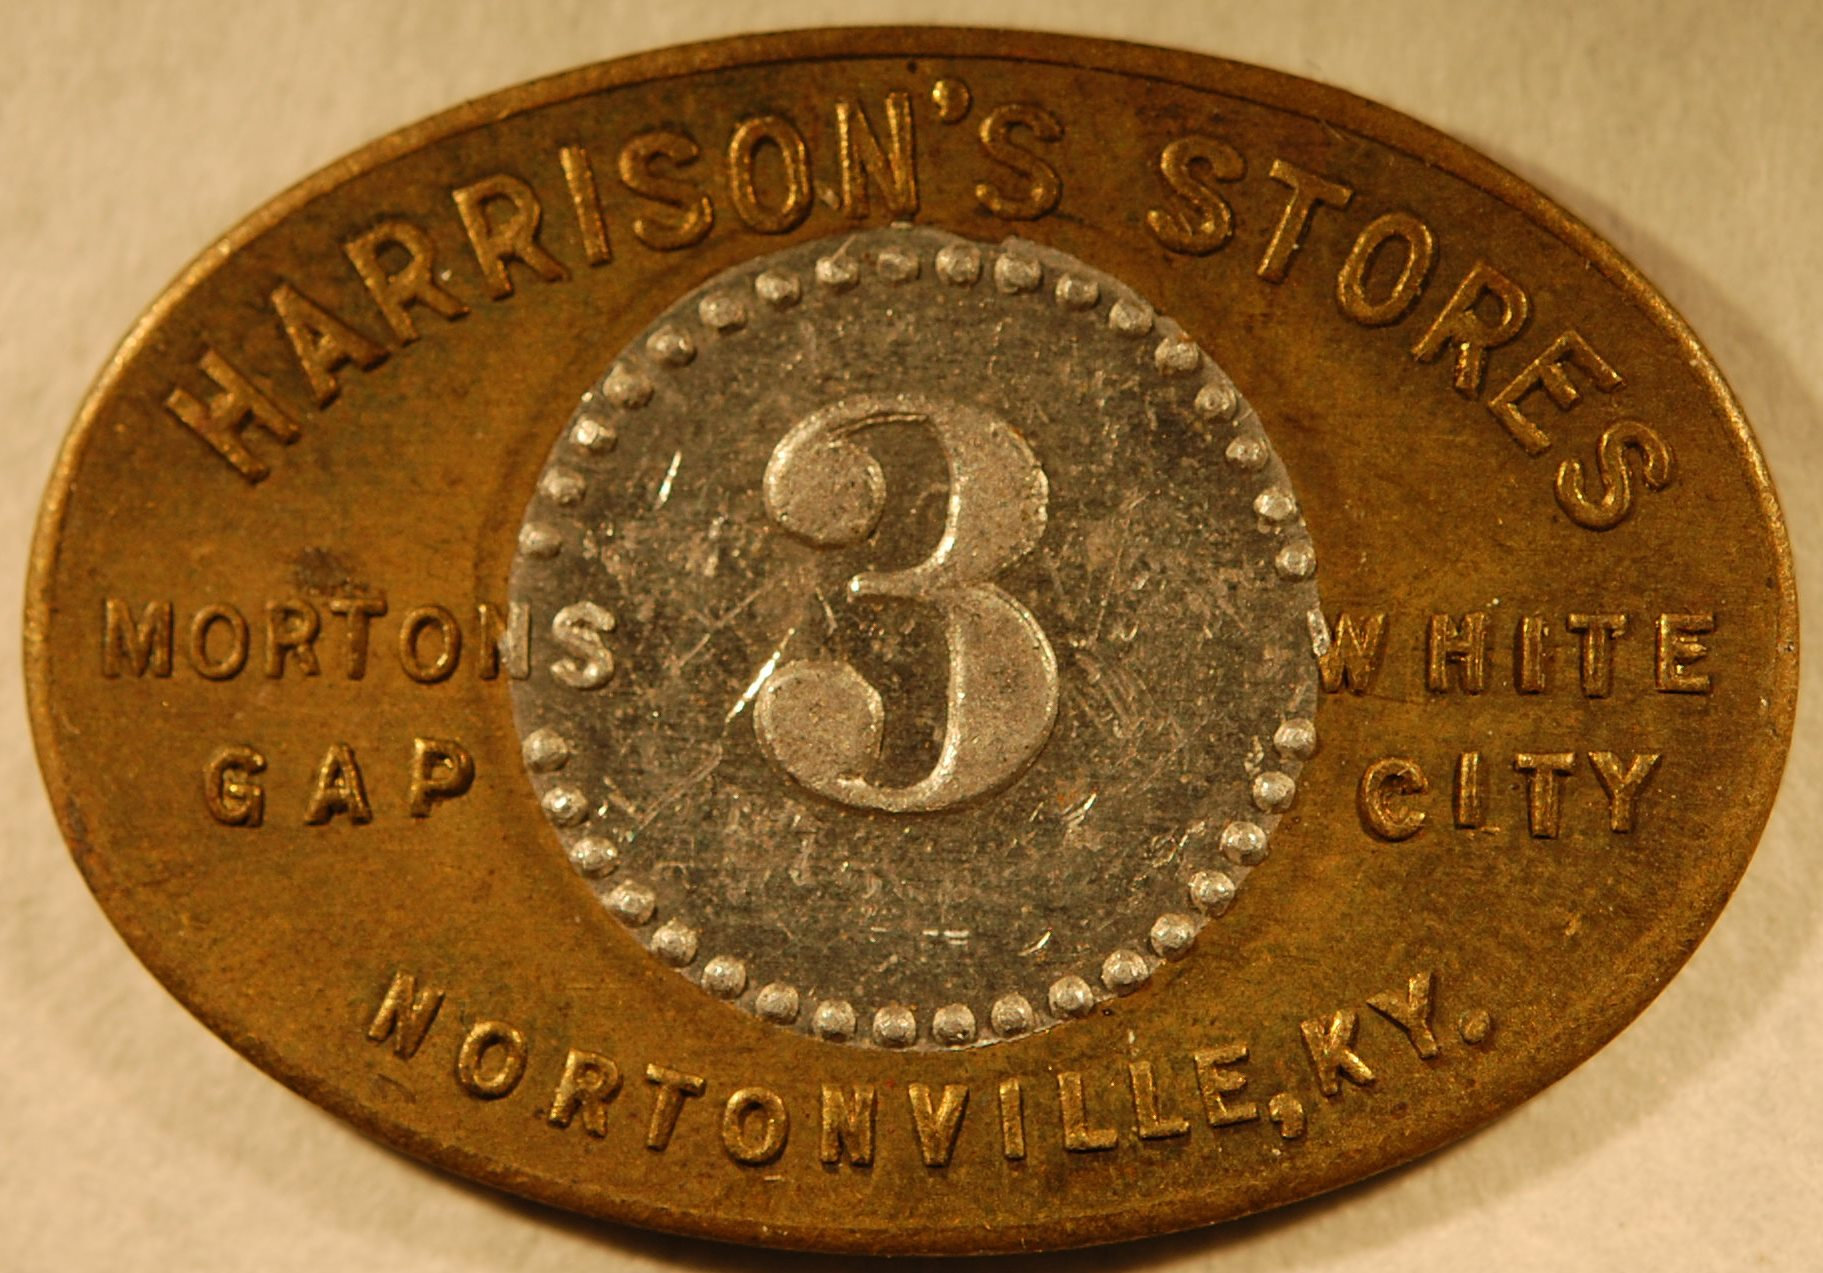 HARRISON'S STORES
MORTONS
GAP
3
WHITE
CITY
NORTONVILLE, KY.